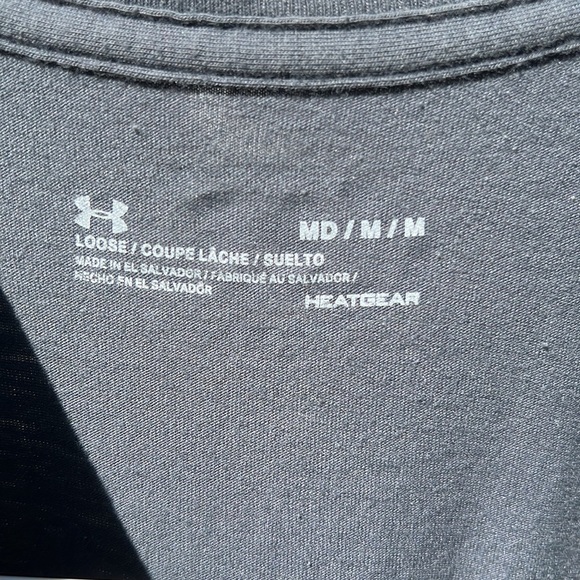 MD / M / M
LOOSE / COUPE LÂCHE / SUELTO
MADE IN EL SALVADOR / FABRIQUÉ AU SALVADOR /
HECHO EN EL SALVADOR
HEATGEAR